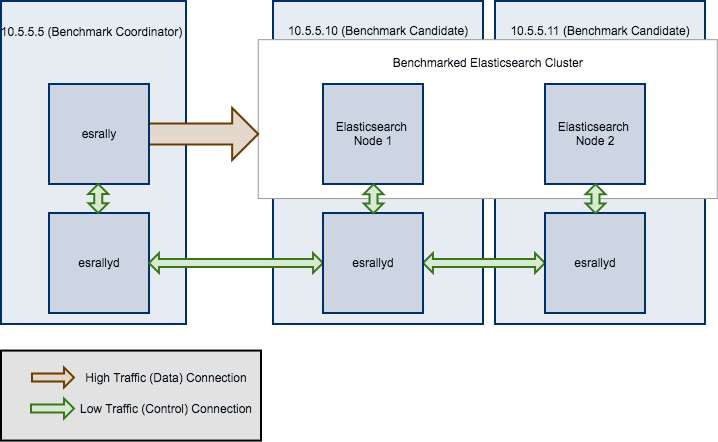 10.5.5.5 (Benchmark Coordinator)
10.5.5.10 (Benchmark Candidate)
10.5.5.11 (Benchmark Candidate)
Benchmarked Elasticsearch Cluster
esrally
Elasticsearch
Node 1
Elasticsearch
Node 2
esrallyd
esrallyd
esrallyd
High Traffic (Data) Connection
Low Traffic (Control) Connection